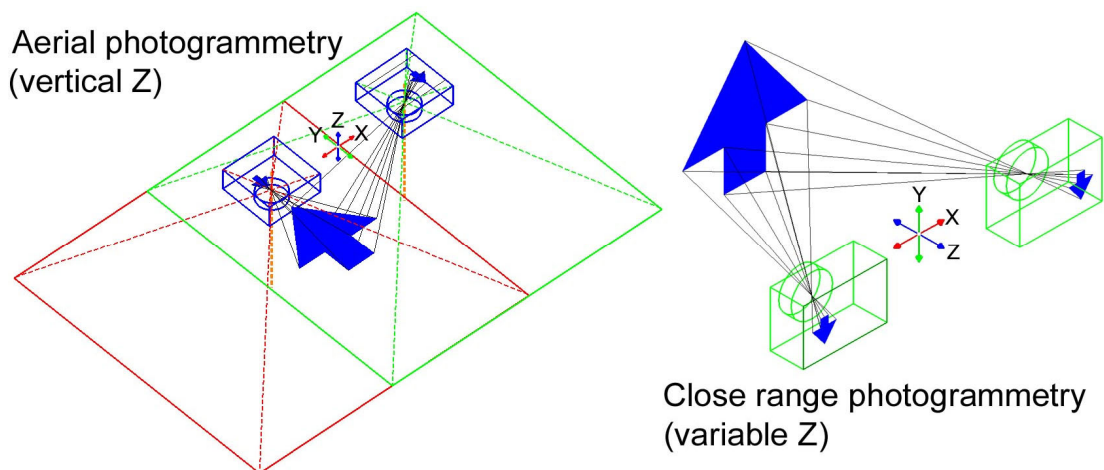 Aerial photogrammetry
(vertical Z)
Y Z X
Y
X
Z
Close range photogrammetry
(variable Z)